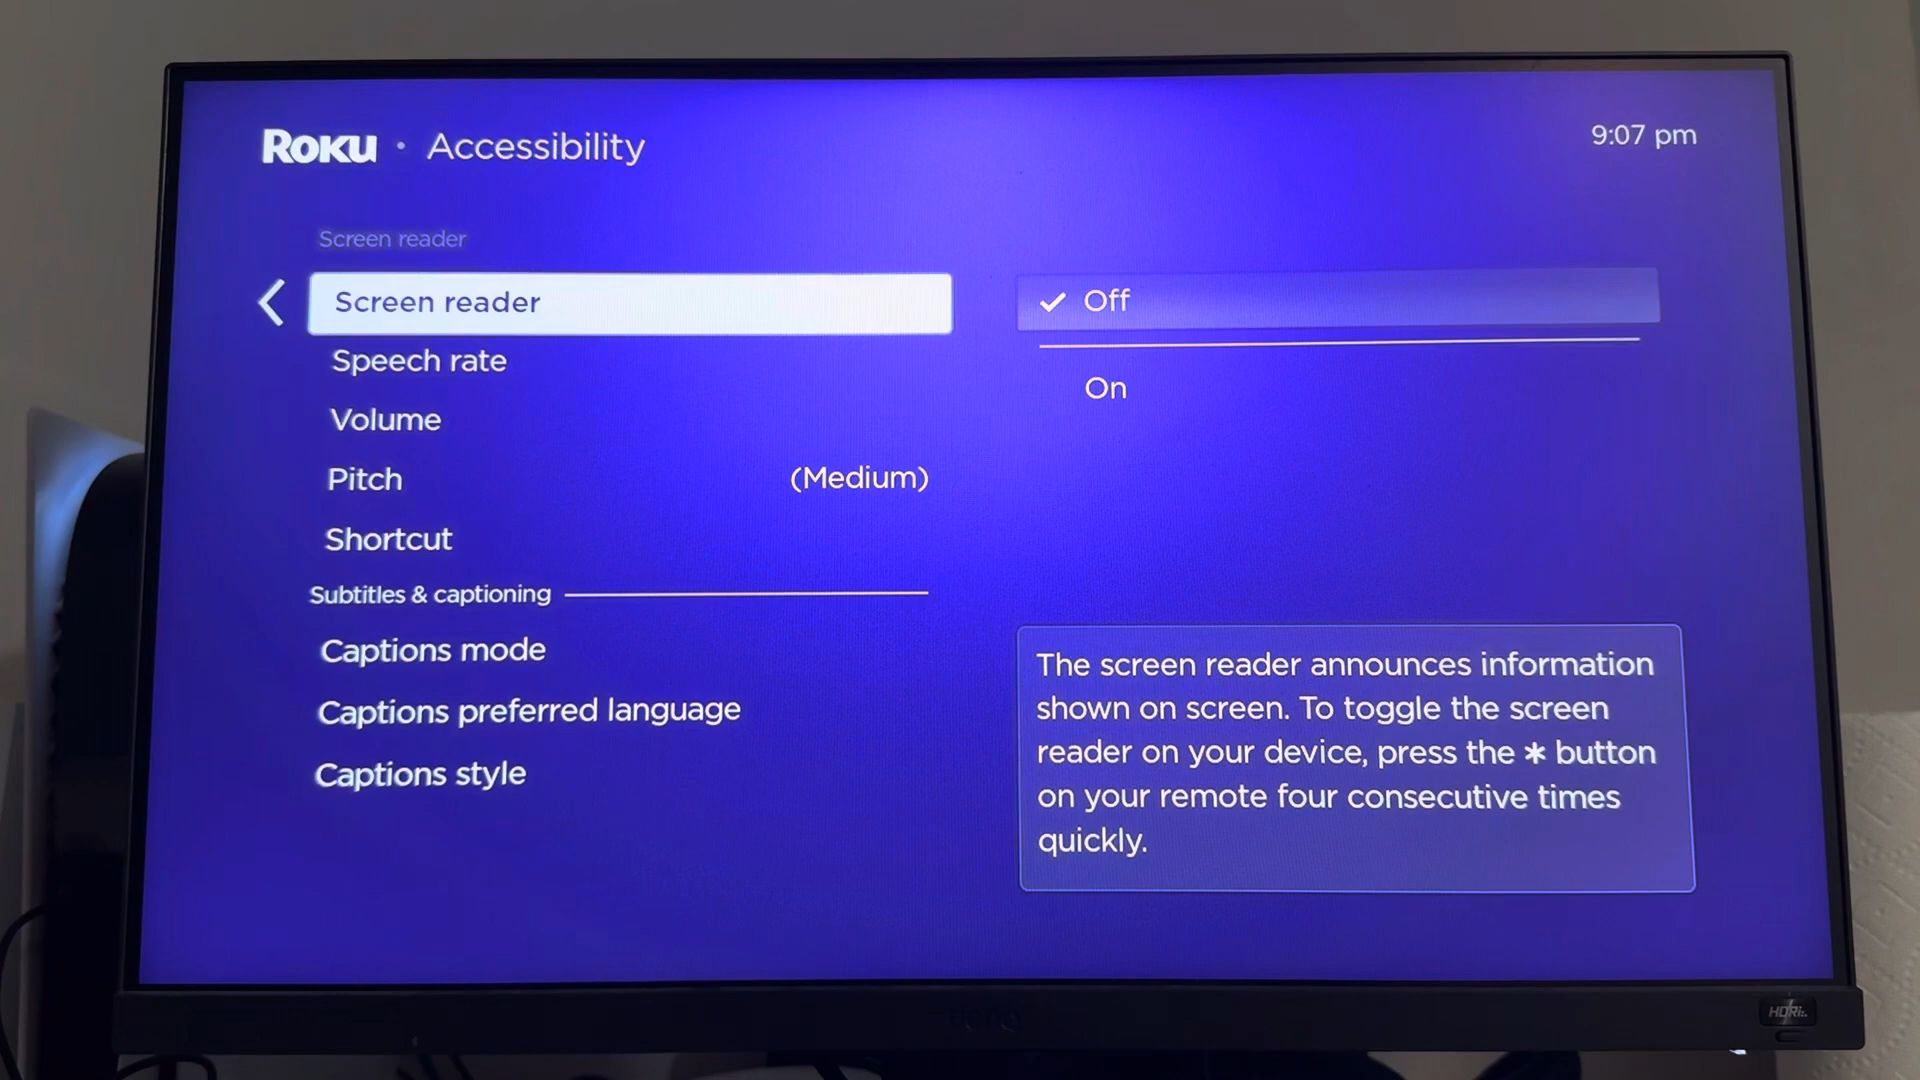 Roku • Accessibility
9:07 pm
Screen reader
Screen reader
Speech rate
Volume
Pitch (Medium)
Shortcut
Subtitles & captioning
Captions mode
Captions preferred language
Captions style
✓ Off
On
The screen reader announces information
shown on screen. To toggle the screen
reader on your device, press the * button
on your remote four consecutive times
quickly.